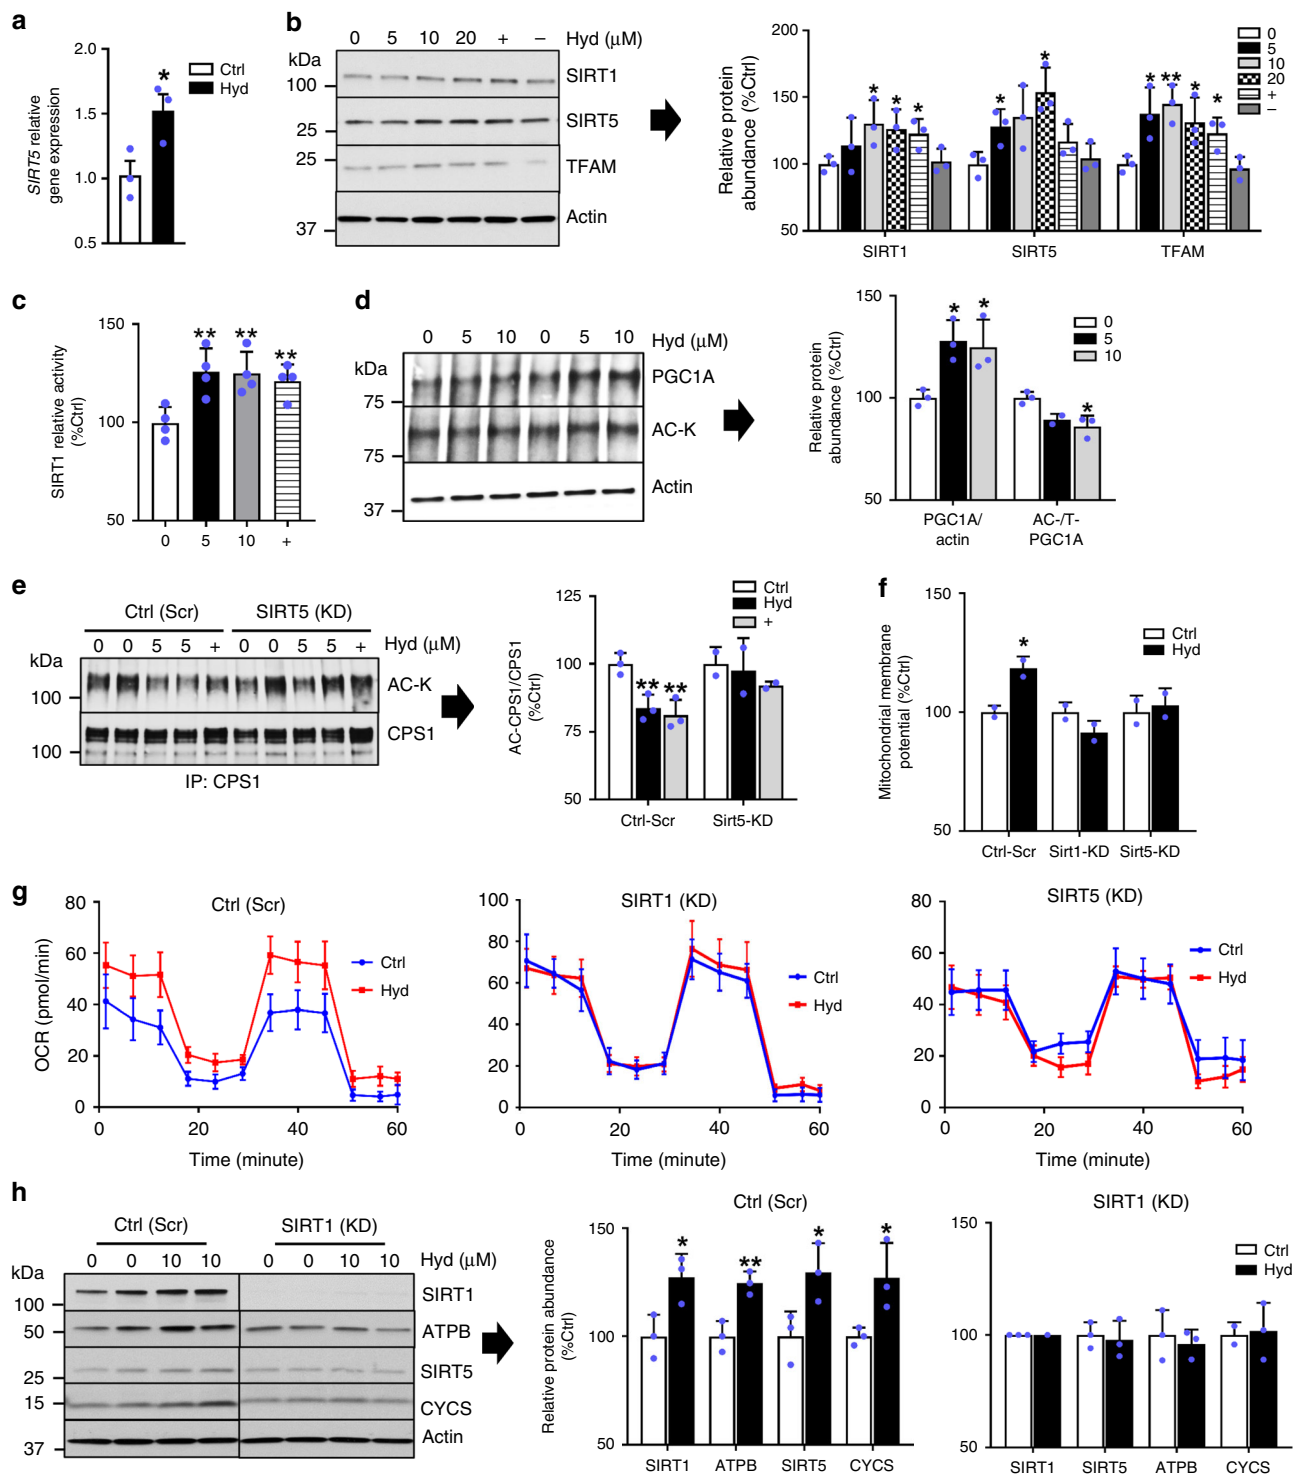 a
SIRT5 relative
gene expression
2.0
1.5
1.0
0.5
*
Ctrl
Hyd
b
0 5 10 20 + – Hyd (μM)
kDa
100
25
25
37
SIRT1
SIRT5
TFAM
Actin
Relative protein
abundance (%Ctrl)
200
150
100
50
* * * * * * ** * *
SIRT1 SIRT5 TFAM
0
5
10
20
+
–
c
SIRT1 relative activity
(%Ctrl)
150
100
50
** ** **
0 5 10 +
d
0 5 10 0 5 10 Hyd (μM)
kDa
75
75
37
PGC1A
AC-K
Actin
Relative protein
abundance (%Ctrl)
150
100
50
* * *
PGC1A/
actin
AC-/T-
PGC1A
0
5
10
e
Ctrl (Scr) SIRT5 (KD)
0 0 5 5 + 0 0 5 5 + Hyd (μM)
kDa
100
100
AC-K
CPS1
IP: CPS1
AC-CPS1/CPS1
(%Ctrl)
125
100
75
50
** **
Ctrl-Scr Sirt5-KD
Ctrl
Hyd
+
f
Mitochondrial membrane
potential (%Ctrl)
150
100
50
*
Ctrl-Scr Sirt1-KD Sirt5-KD
Ctrl
Hyd
g
Ctrl (Scr)
OCR (pmol/min)
80
60
40
20
0
0 20 40 60
Time (minute)
Ctrl
Hyd
SIRT1 (KD)
100
80
60
40
20
0
0 20 40 60
Time (minute)
Ctrl
Hyd
SIRT5 (KD)
80
60
40
20
0
0 20 40 60
Time (minute)
Ctrl
Hyd
h
Ctrl (Scr) SIRT1 (KD)
0 0 10 10 0 0 10 10 Hyd (μM)
kDa
100
50
25
15
37
SIRT1
ATPB
SIRT5
CYCS
Actin
Ctrl (Scr)
Relative protein abundance
(%Ctrl)
150
100
50
* ** * *
SIRT1 ATPB SIRT5 CYCS
SIRT1 (KD)
150
100
50
SIRT1 SIRT5 ATPB CYCS
Ctrl
Hyd